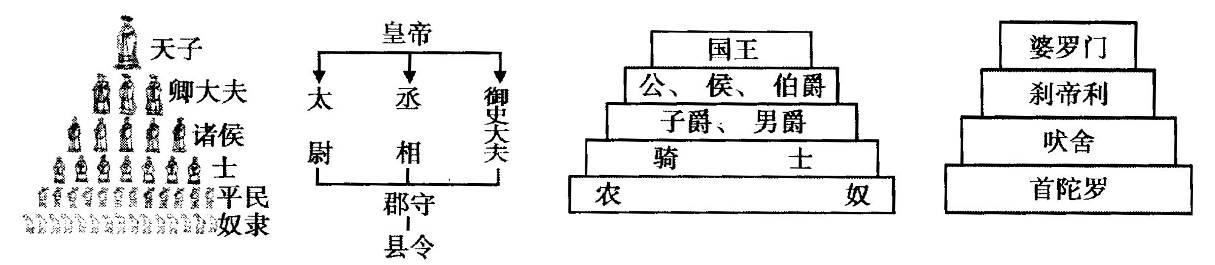 天子
卿大夫
诸侯
士
平民
奴隶
皇帝
太尉
丞相
御史大夫
郡守
县令
国王
公、侯、伯爵
子爵、男爵
骑士
农奴
婆罗门
刹帝利
吠舍
首陀罗